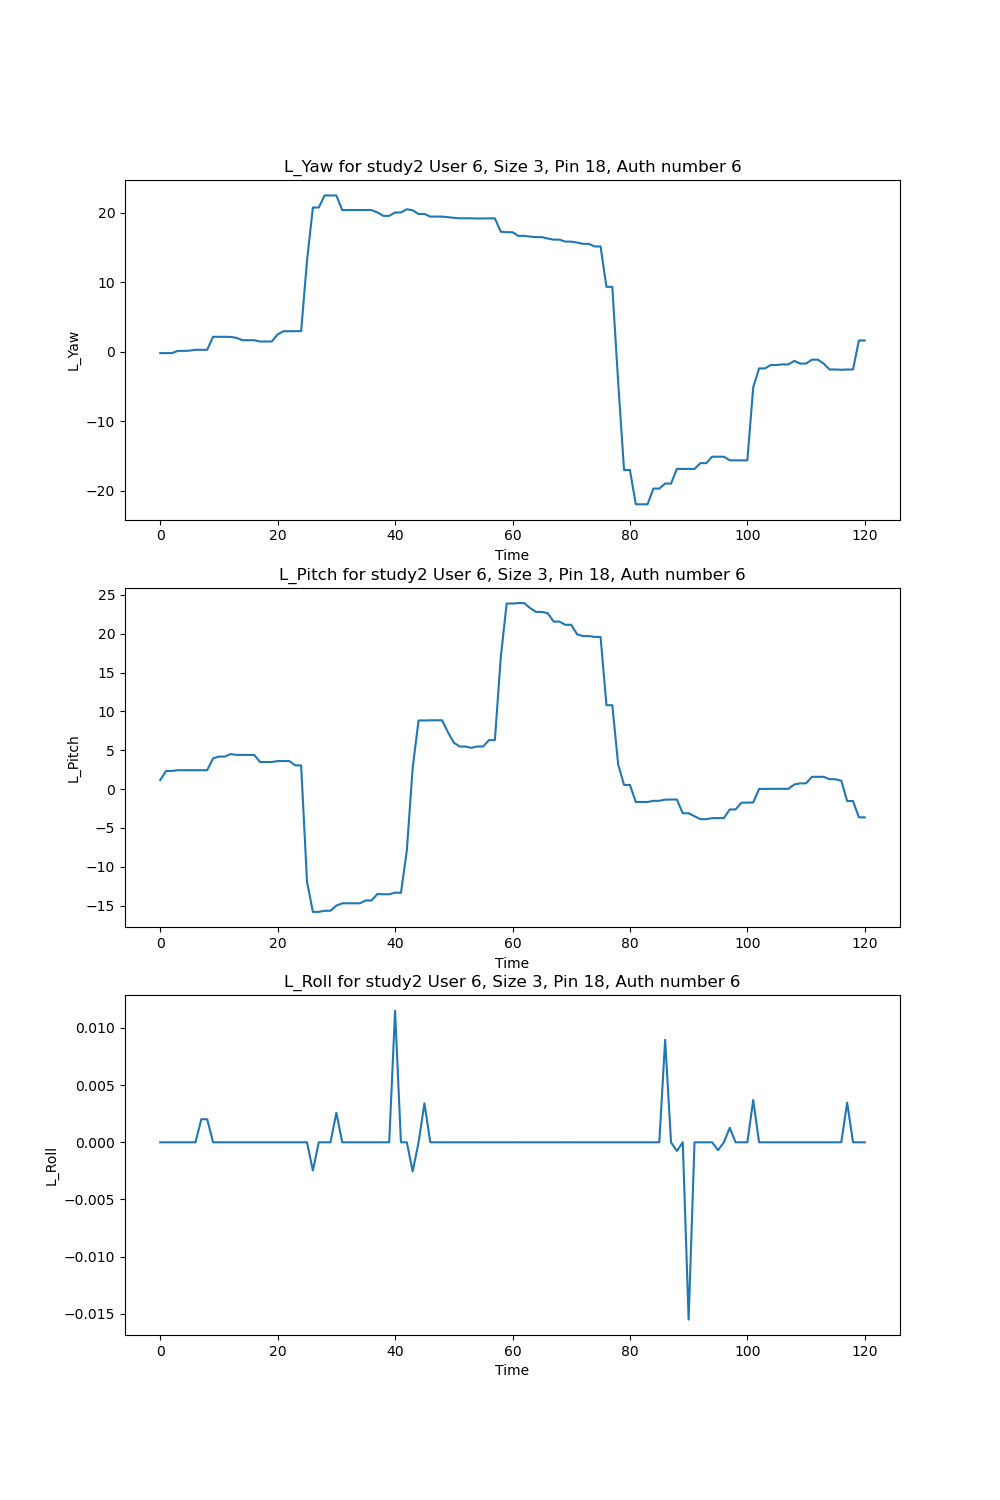 L_Yaw for study2 User 6, Size 3, Pin 18, Auth number 6
20
10
0
−10
−20
L_Yaw
0 20 40 60 80 100 120
Time
L_Pitch for study2 User 6, Size 3, Pin 18, Auth number 6
25
20
15
10
5
0
−5
−10
−15
L_Pitch
0 20 40 60 80 100 120
Time
L_Roll for study2 User 6, Size 3, Pin 18, Auth number 6
0.010
0.005
0.000
−0.005
−0.010
−0.015
L_Roll
0 20 40 60 80 100 120
Time